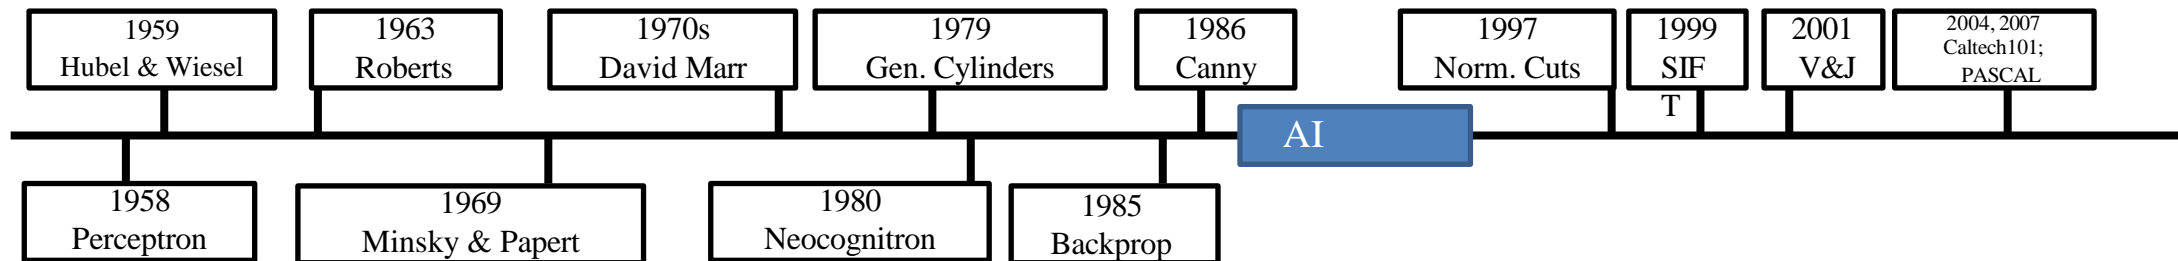 1959
Hubel & Wiesel
1963
Roberts
1970s
David Marr
1979
Gen. Cylinders
1986
Canny
1997
Norm. Cuts
1999
SIF
T
2001
V&J
2004, 2007
Caltech101;
PASCAL
AI
1958
Perceptron
1969
Minsky & Papert
1980
Neocognitron
1985
Backprop